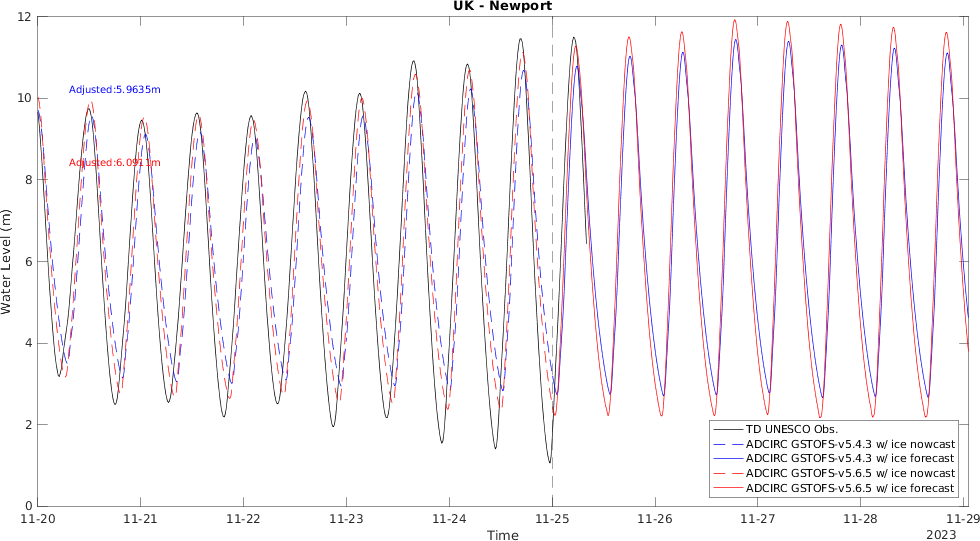 UK - Newport
12
10
8
6
4
2
0
Water Level (m)
Adjusted:5.9635m
Adjusted:6.0911m
TD UNESCO Obs.
ADCIRC GSTOFS-v5.4.3 w/ ice nowcast
ADCIRC GSTOFS-v5.4.3 w/ ice forecast
ADCIRC GSTOFS-v5.6.5 w/ ice nowcast
ADCIRC GSTOFS-v5.6.5 w/ ice forecast
11-20 11-21 11-22 11-23 11-24 11-25 11-26 11-27 11-28 11-29
Time
2023